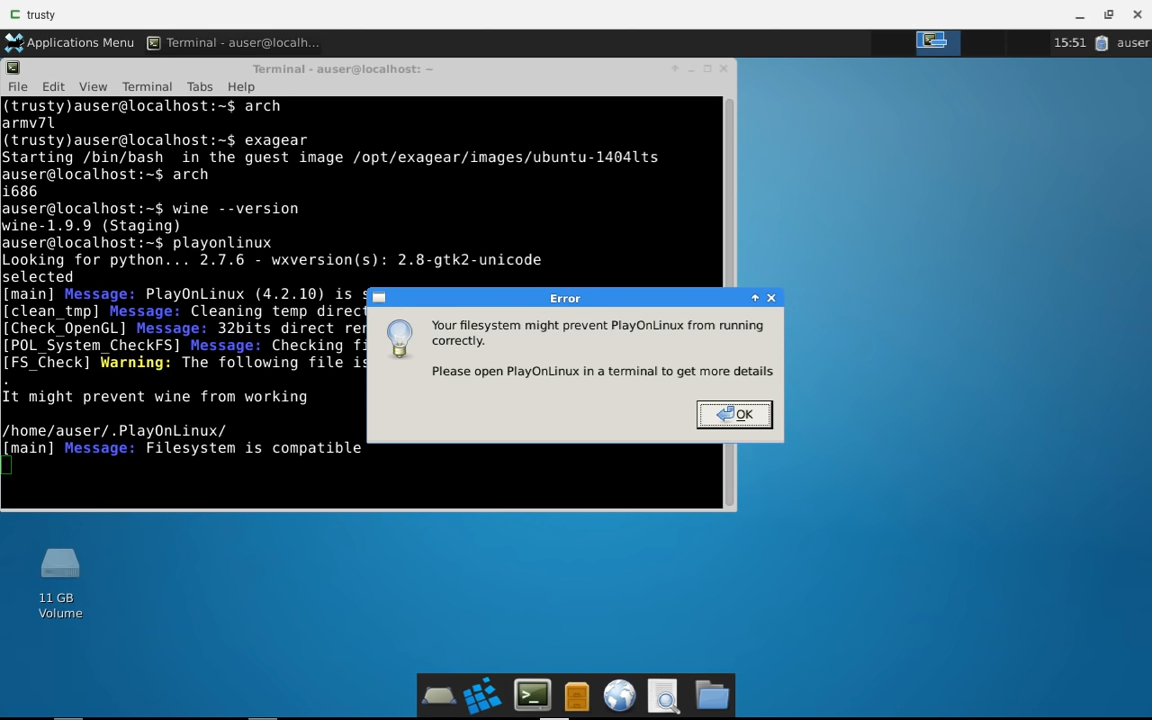 trusty
Applications Menu
Terminal - auser@localh...
15:51
auser
Terminal - auser@localhost: ~
File Edit View Terminal Tabs Help
(trusty)auser@localhost:~$ arch
armv7l
(trusty)auser@localhost:~$ exagear
Starting /bin/bash  in the guest image /opt/exagear/images/ubuntu-1404lts
auser@localhost:~$ arch
i686
auser@localhost:~$ wine --version
wine-1.9.9 (Staging)
auser@localhost:~$ playonlinux
Looking for python... 2.7.6 - wxversion(s): 2.8-gtk2-unicode
selected
[main] Message: PlayOnLinux (4.2.10) is
[clean_tmp] Message: Cleaning temp direct
[Check_OpenGL] Message: 32bits direct ren
[POL_System_CheckFS] Message: Checking fi
[FS_Check] Warning: The following file is
.
It might prevent wine from working
/home/auser/.PlayOnLinux/
[main] Message: Filesystem is compatible
Error
Your filesystem might prevent PlayOnLinux from running
correctly.
Please open PlayOnLinux in a terminal to get more details
OK
11 GB
Volume